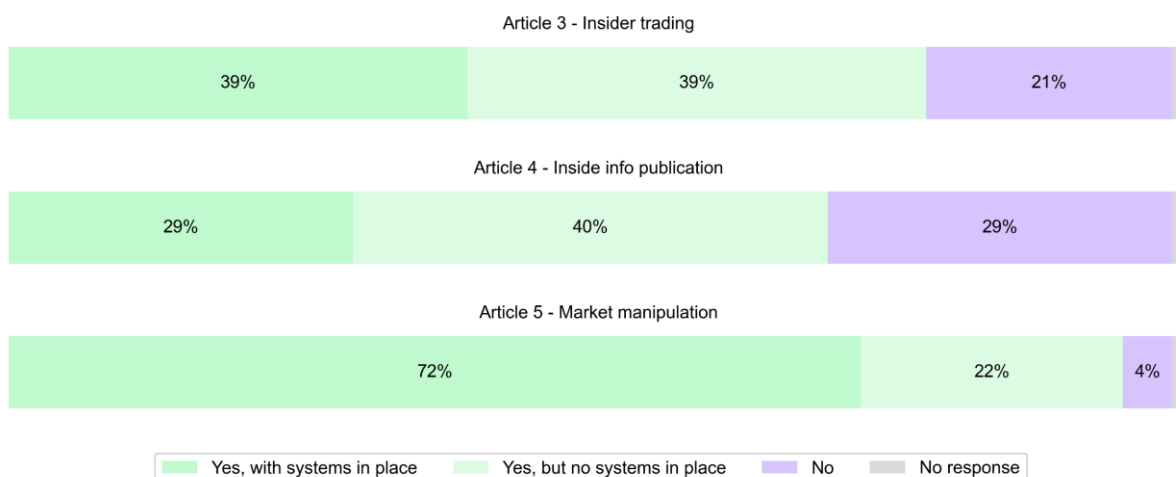 Article 3 - Insider trading
39% 39% 21%
Article 4 - Inside info publication
29% 40% 29%
Article 5 - Market manipulation
72% 22% 4%
Yes, with systems in place Yes, but no systems in place No No response